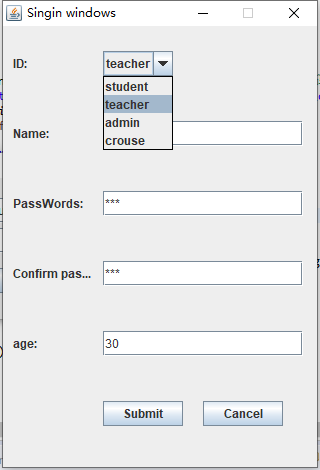 Singin windows
ID:
teacher
student
teacher
admin
crouse
Name:
PassWords:
***
Confirm pas...
***
age:
30
Submit
Cancel